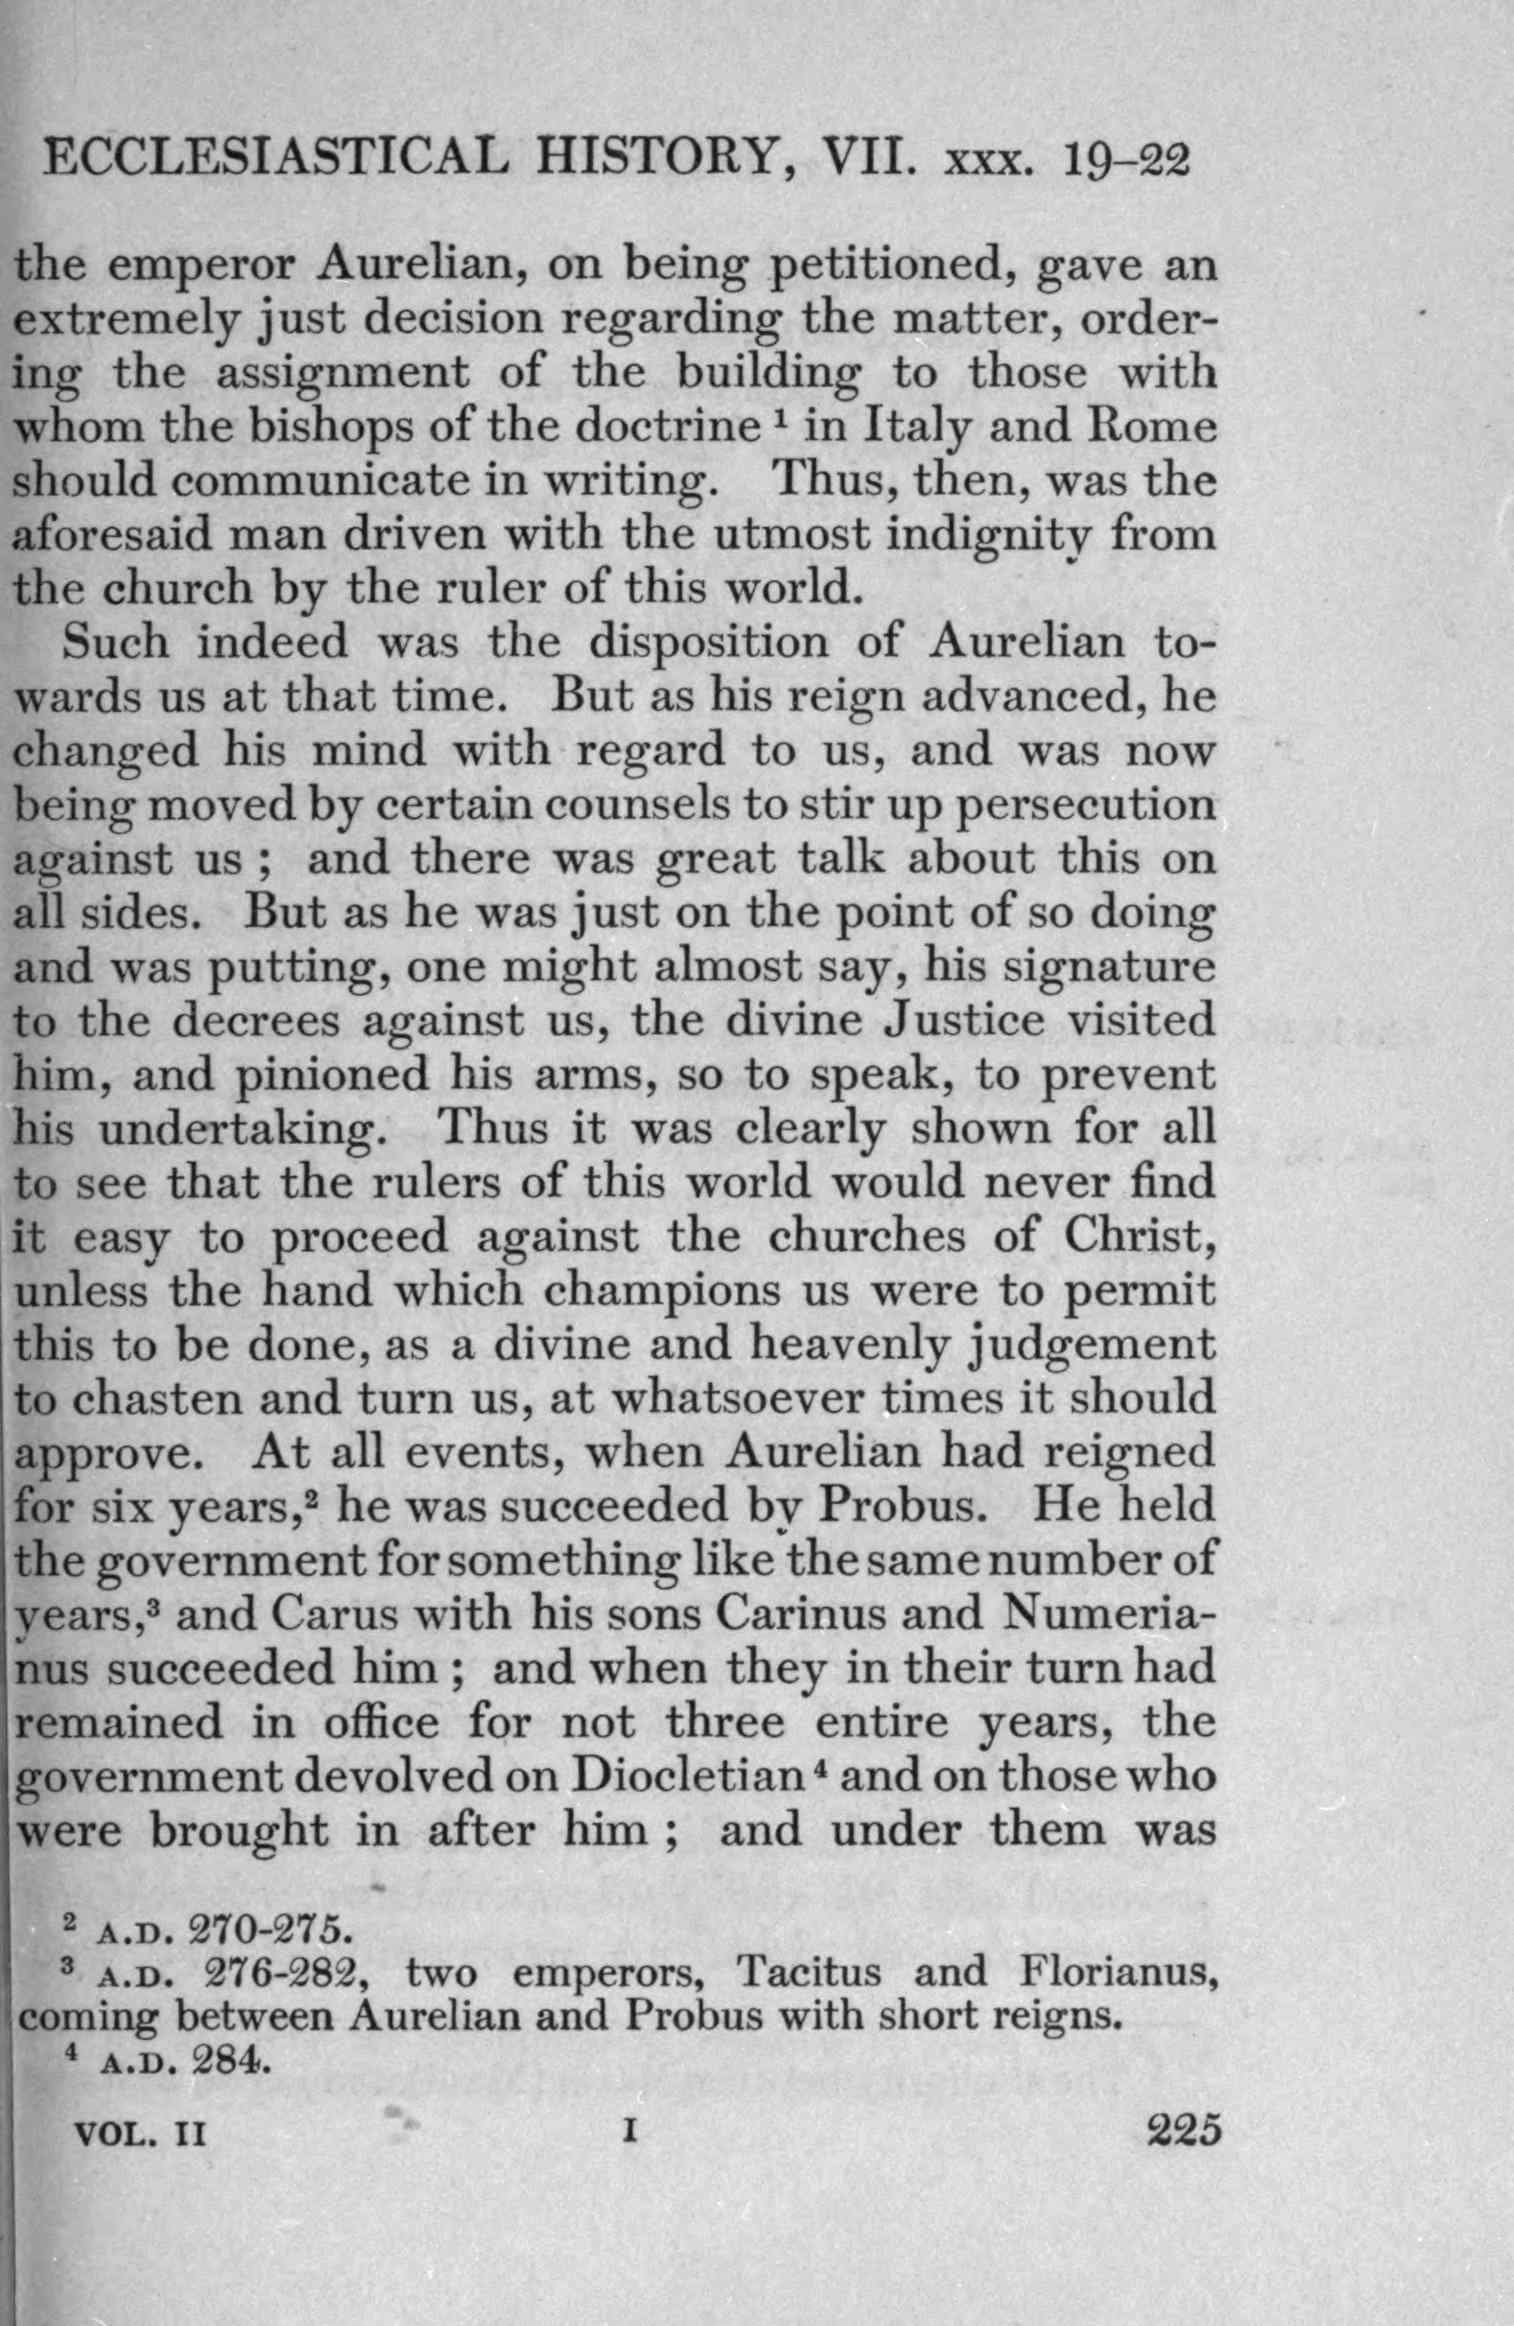 ECCLESIASTICAL HISTORY, VII. xxx. 19–22
the emperor Aurelian, on being petitioned, gave an
extremely just decision regarding the matter, order-
ing the assignment of the building to those with
whom the bishops of the doctrine ¹ in Italy and Rome
should communicate in writing. Thus, then, was the
aforesaid man driven with the utmost indignity from
the church by the ruler of this world.
Such indeed was the disposition of Aurelian to-
wards us at that time. But as his reign advanced, he
changed his mind with regard to us, and was now
being moved by certain counsels to stir up persecution
against us ; and there was great talk about this on
all sides. But as he was just on the point of so doing
and was putting, one might almost say, his signature
to the decrees against us, the divine Justice visited
him, and pinioned his arms, so to speak, to prevent
his undertaking. Thus it was clearly shown for all
to see that the rulers of this world would never find
it easy to proceed against the churches of Christ,
unless the hand which champions us were to permit
this to be done, as a divine and heavenly judgement
to chasten and turn us, at whatsoever times it should
approve. At all events, when Aurelian had reigned
for six years,² he was succeeded by Probus. He held
the government for something like the same number of
years,³ and Carus with his sons Carinus and Numeria-
nus succeeded him ; and when they in their turn had
remained in office for not three entire years, the
government devolved on Diocletian ⁴ and on those who
were brought in after him ; and under them was
² A.D. 270-275.
³ A.D. 276-282, two emperors, Tacitus and Florianus,
coming between Aurelian and Probus with short reigns.
⁴ A.D. 284.
VOL. II I 225